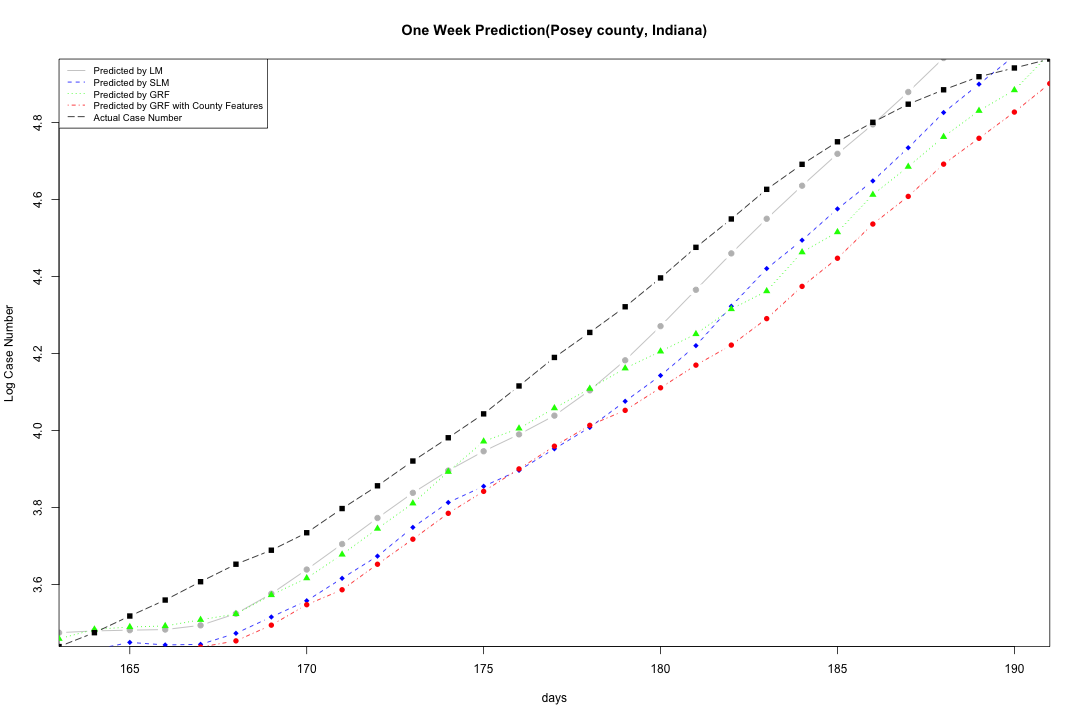 One Week Prediction(Posey county, Indiana)
Predicted by LM
Predicted by SLM
Predicted by GRF
Predicted by GRF with County Features
Actual Case Number
4.8
4.6
4.4
4.2
4.0
3.8
3.6
Log Case Number
165 170 175 180 185 190
days